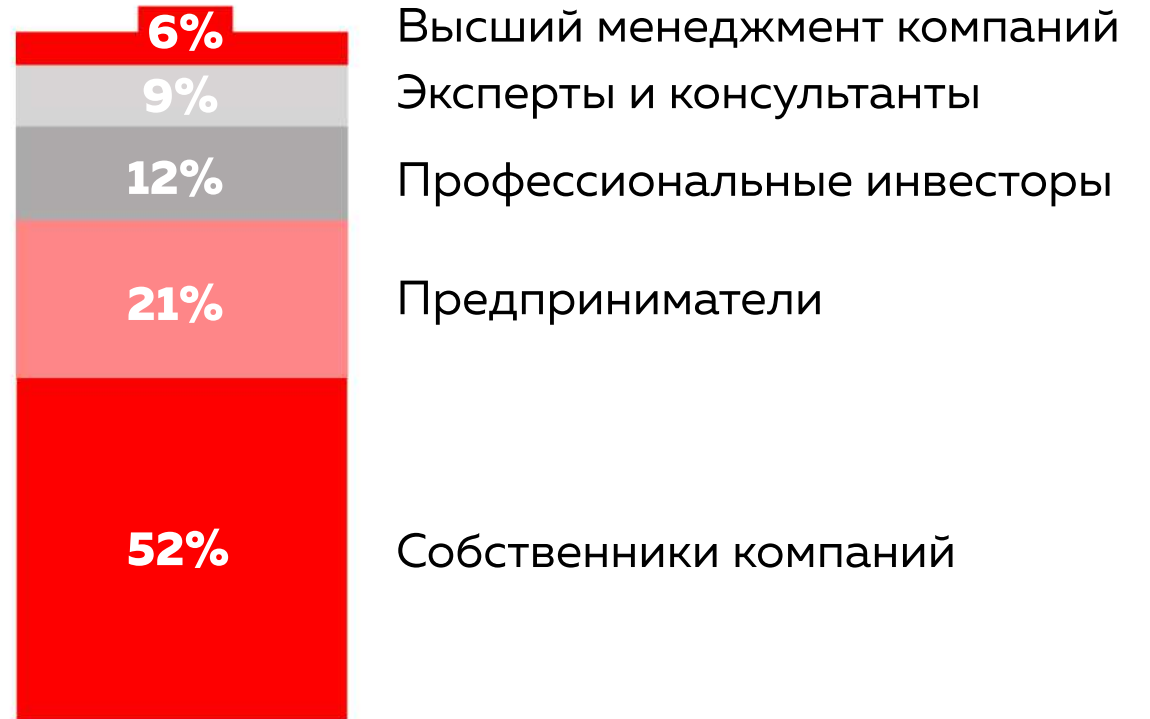 6% Высший менеджмент компаний
9% Эксперты и консультанты
12% Профессиональные инвесторы
21% Предприниматели
52% Собственники компаний